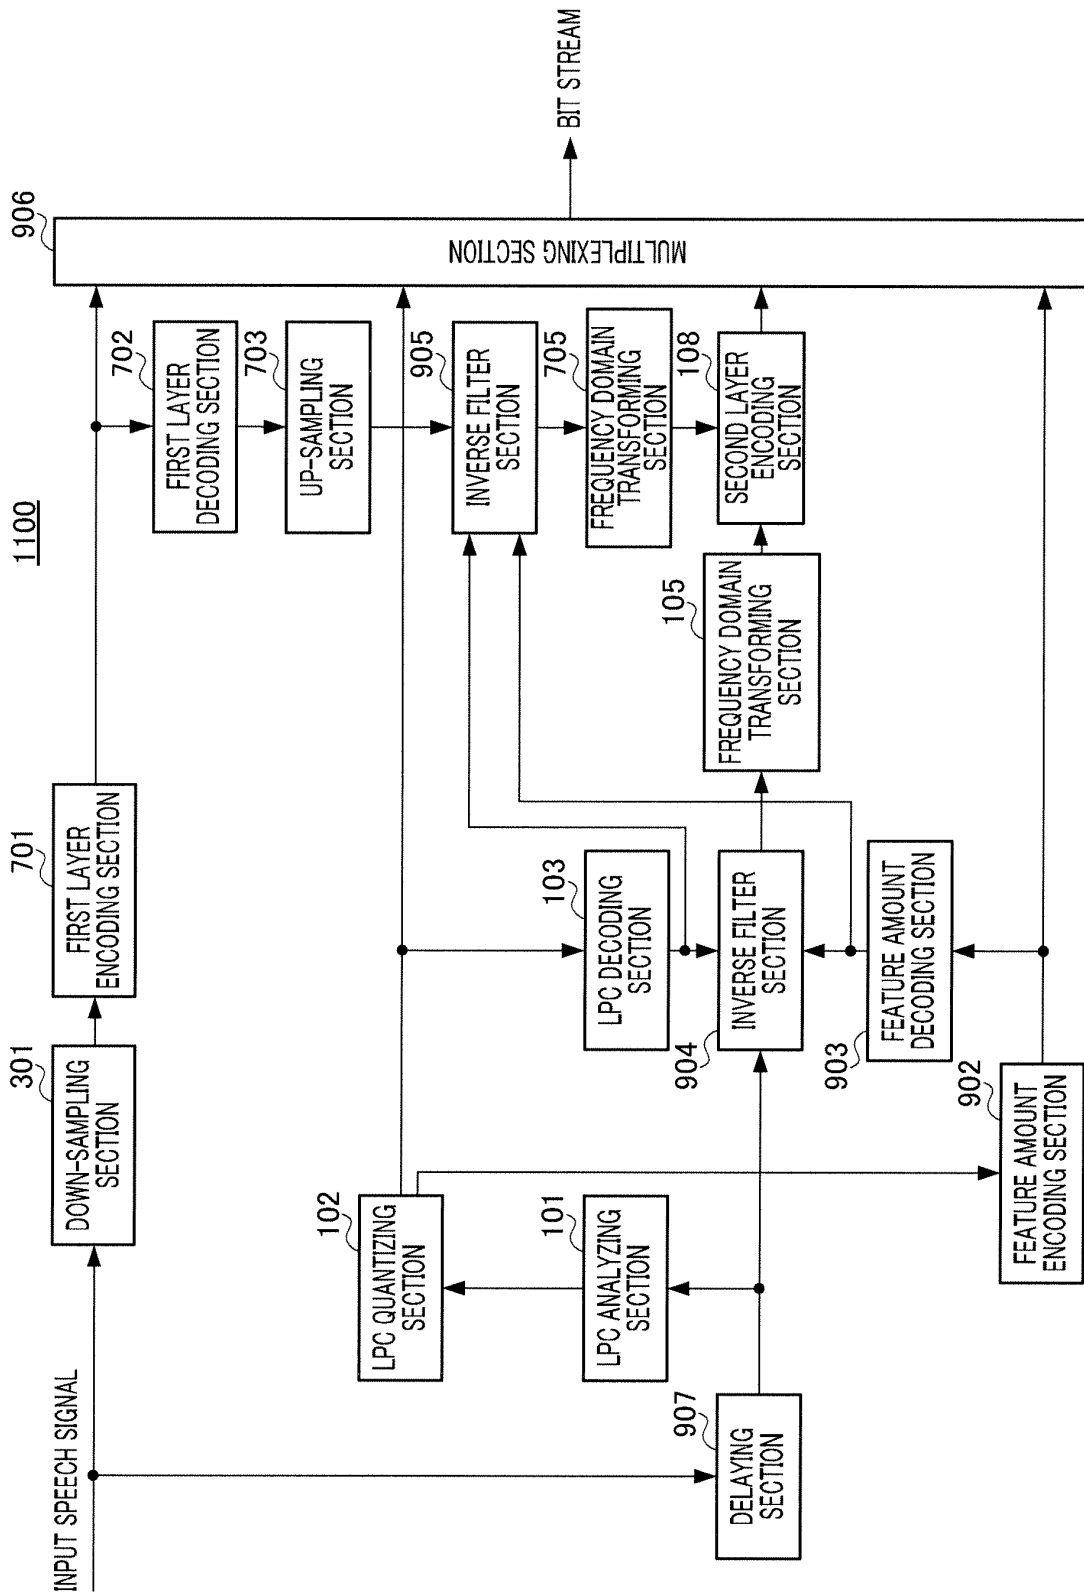 1100
INPUT SPEECH SIGNAL
301
DOWN-SAMPLING
SECTION
701
FIRST LAYER
ENCODING SECTION
906
MULTIPLEXING SECTION
BIT STREAM
702
FIRST LAYER
DECODING SECTION
703
UP-SAMPLING
SECTION
102
LPC QUANTIZING
SECTION
905
INVERSE FILTER
SECTION
101
LPC ANALYZING
SECTION
103
LPC DECODING
SECTION
705
FREQUENCY DOMAIN
TRANSFORMING
SECTION
907
DELAYING
SECTION
904
INVERSE FILTER
SECTION
105
FREQUENCY DOMAIN
TRANSFORMING
SECTION
108
SECOND LAYER
ENCODING
SECTION
903
FEATURE AMOUNT
DECODING SECTION
902
FEATURE AMOUNT
ENCODING SECTION